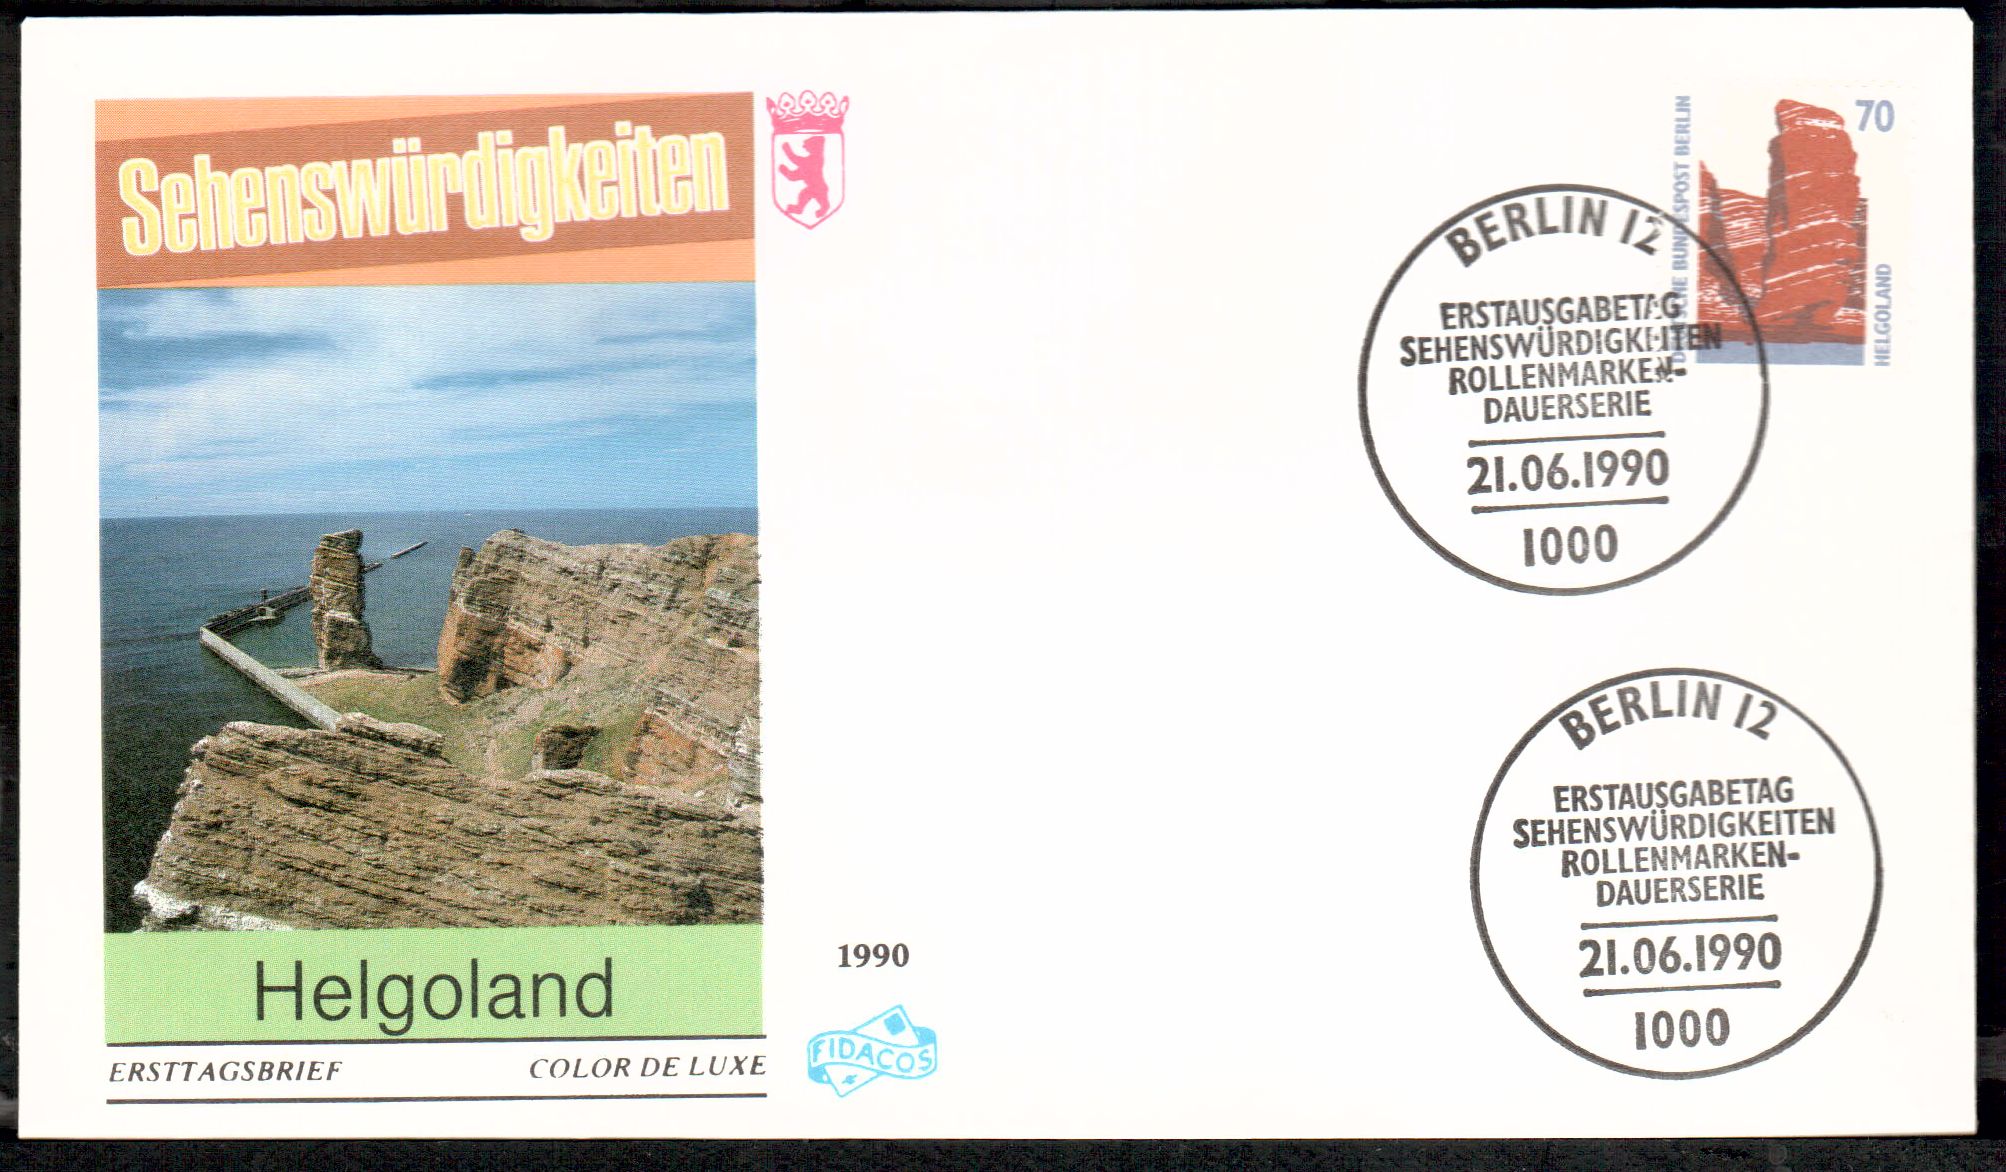 Sehenswürdigkeiten
Helgoland
ERSTTAGSBRIEF COLOR DE LUXE
1990
FIDACOS
70
DEUTSCHE BUNDESPOST BERLIN
HELGOLAND
BERLIN 12
ERSTAUSGABETAG
SEHENSWÜRDIGKEITEN
ROLLENMARKEN-
DAUERSERIE
21.06.1990
1000
BERLIN 12
ERSTAUSGABETAG
SEHENSWÜRDIGKEITEN
ROLLENMARKEN-
DAUERSERIE
21.06.1990
1000